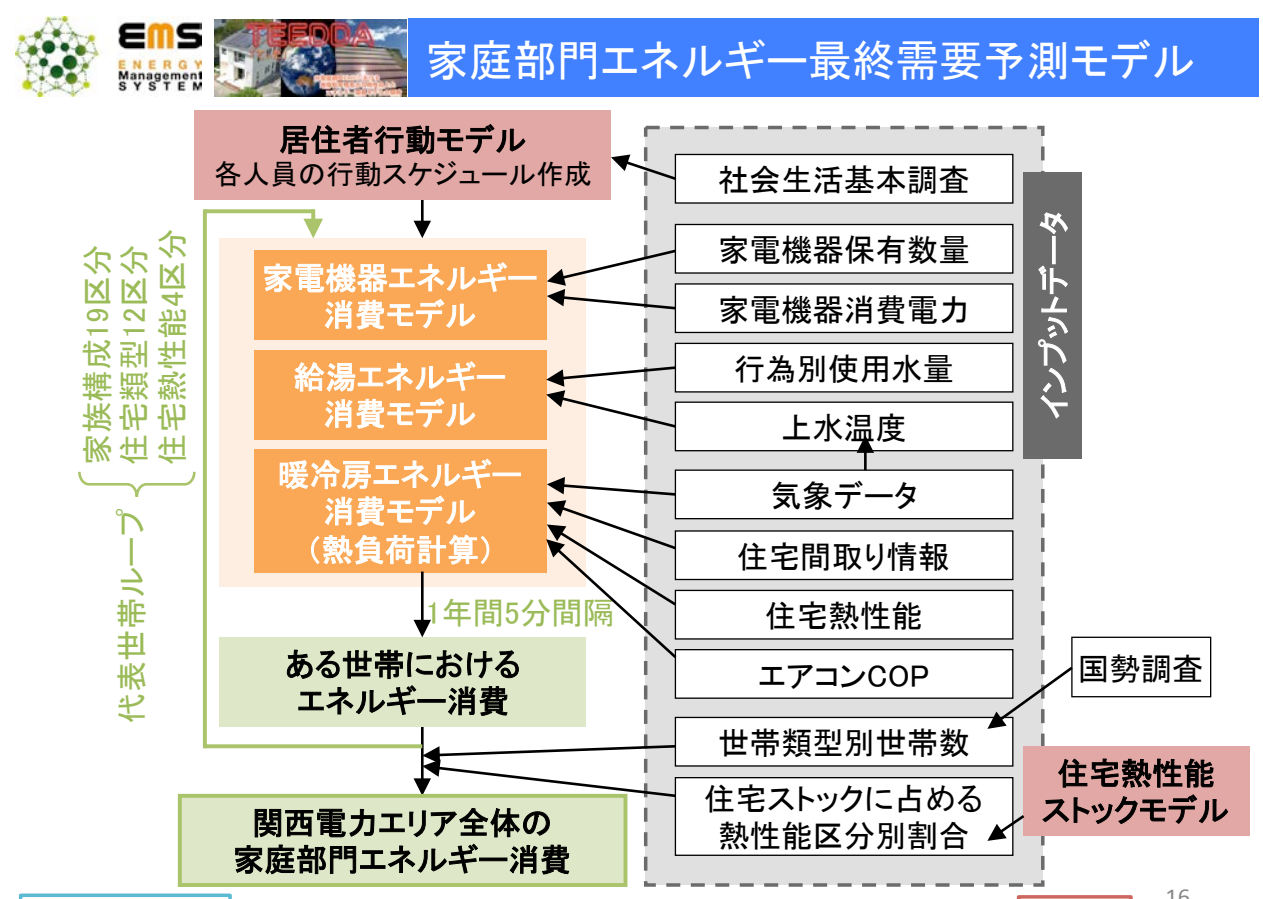 EMS
ENERGY
Management
SYSTEM
TEEDDA
家庭部門エネルギー最終需要予測モデル
居住者行動モデル
各人員の行動スケジュール作成
家電機器エネルギー
消費モデル
給湯エネルギー
消費モデル
暖冷房エネルギー
消費モデル
（熱負荷計算）
1年間5分間隔
ある世帯における
エネルギー消費
関西電力エリア全体の
家庭部門エネルギー消費
代表世帯ループ
家族構成19区分
住宅類型12区分
住宅熱性能4区分
社会生活基本調査
家電機器保有数量
家電機器消費電力
行為別使用水量
上水温度
気象データ
住宅間取り情報
住宅熱性能
エアコンCOP
世帯類型別世帯数
住宅ストックに占める
熱性能区分別割合
インプットデータ
国勢調査
住宅熱性能
ストックモデル
16